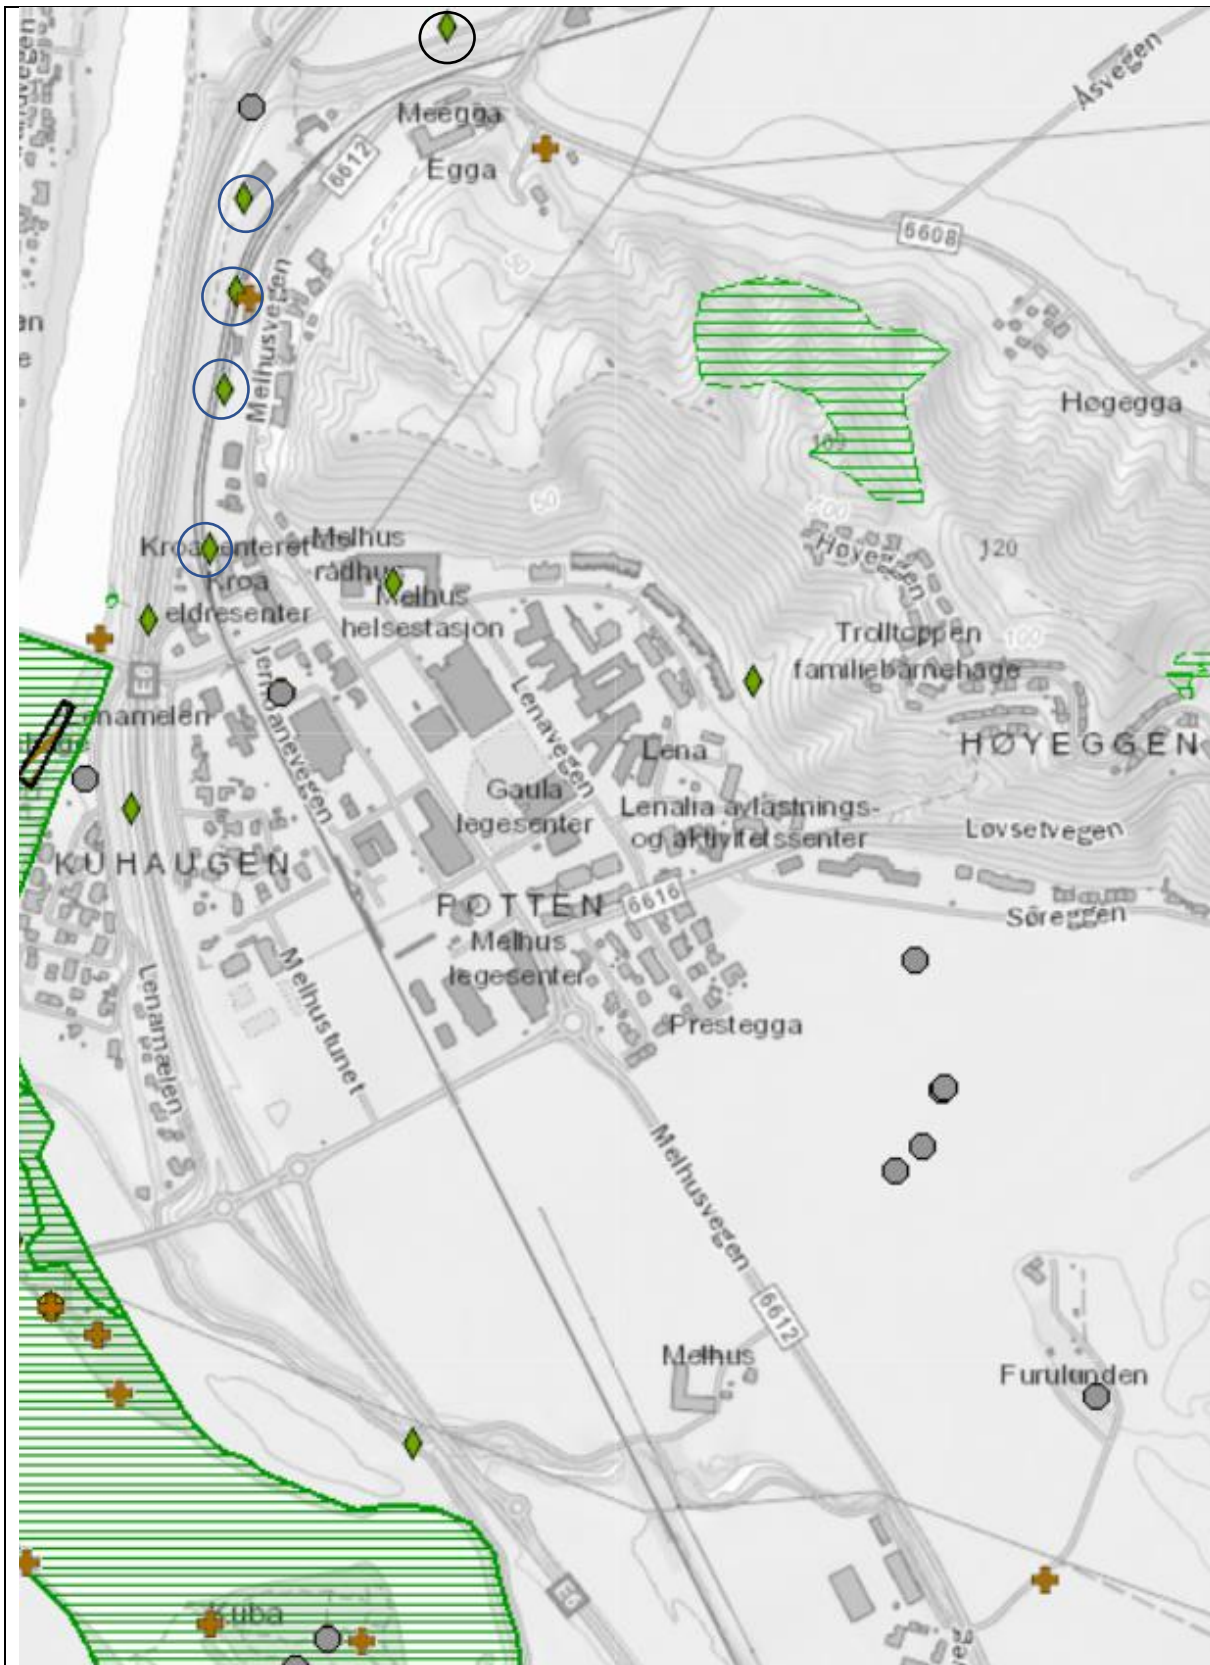 Åsvegen
Meegga
6612
Egga
6608
50
Melhusvegen
Høgegga
50
Kroasenteret
Melhus
rådhus
Høyeggen
120
Kroa
eldresenter
Melhus
helsestasjon
Trolltoppen
familiebarnehage
100
E6
Jernbanevegen
Lenavegen
HØYEGGEN
Lena
Gaula
legesenter
Lenalia avlastnings-
og aktivitetssenter
Løvsetvegen
KUHAUGEN
ROTTEN
6616
Søreggen
Melhus
legesenter
Melhustunet
Lenamælen
Prestegga
Melhusvegen
6612
Melhus
Furulunden
E6
Kuba